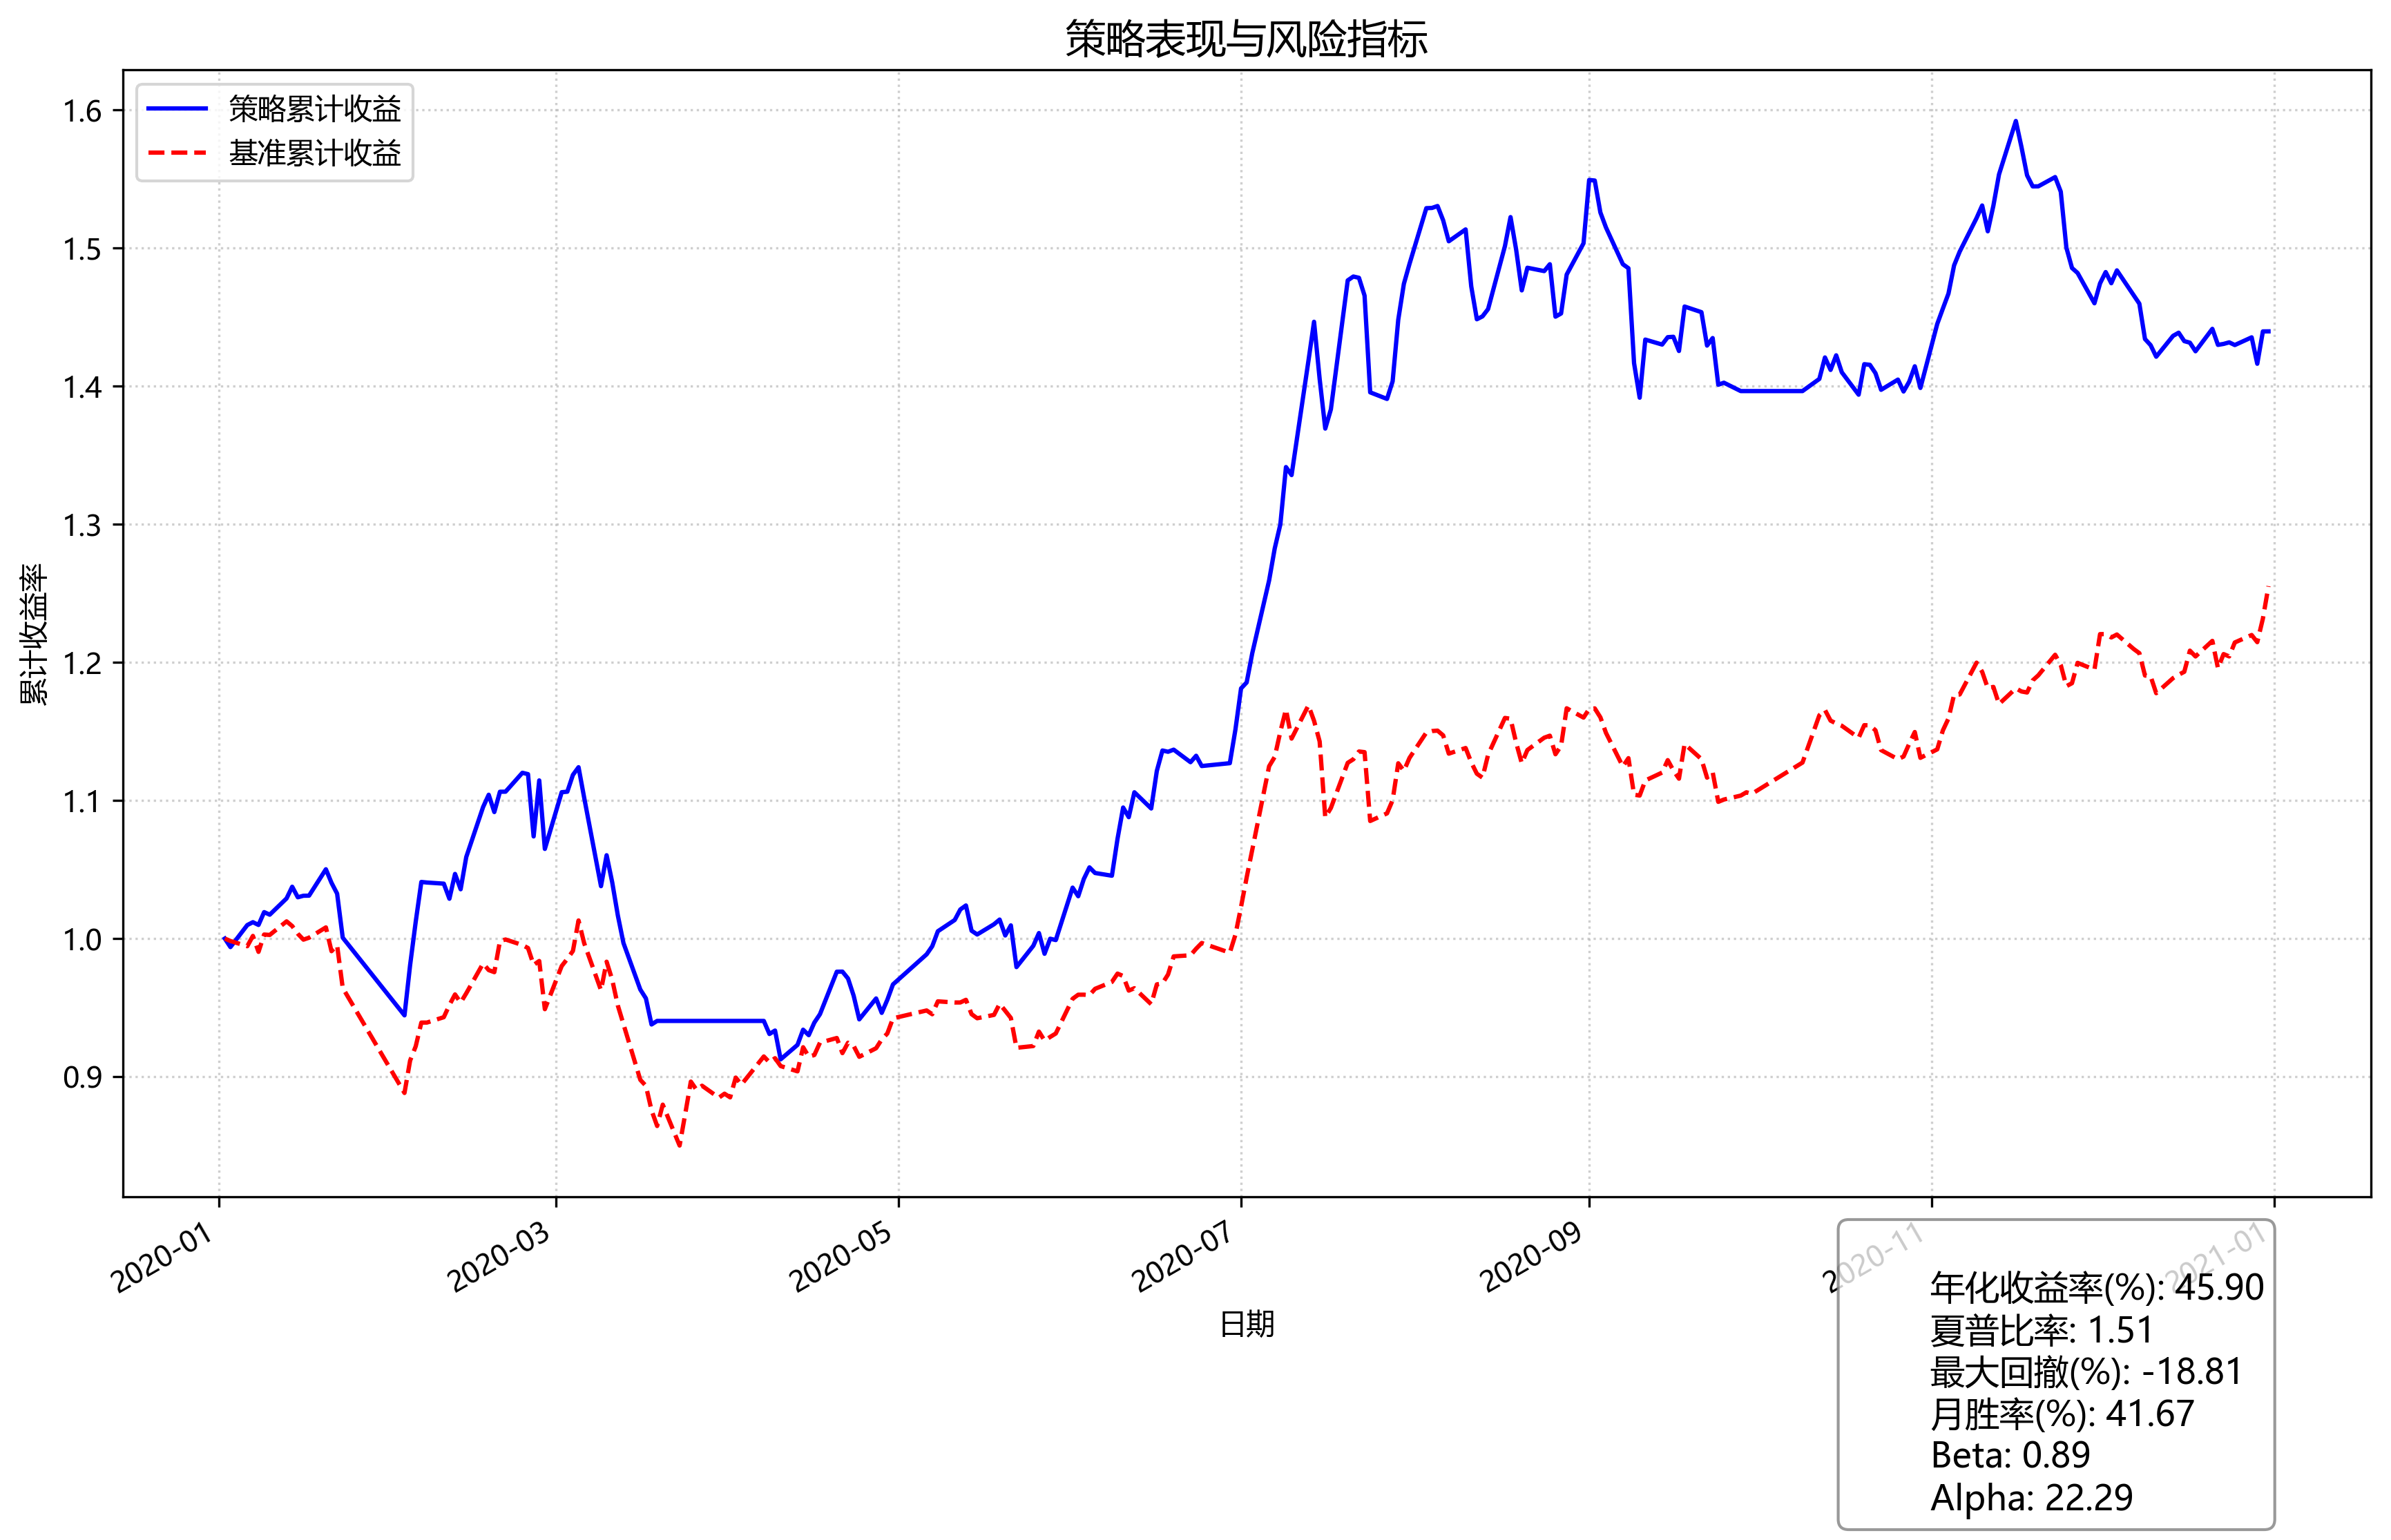 策略表现与风险指标
策略累计收益
基准累计收益
累计收益率
1.6
1.5
1.4
1.3
1.2
1.1
1.0
0.9
2020-01
2020-03
2020-05
2020-07
2020-09
2020-11
2021-01
日期
年化收益率(%): 45.90
夏普比率: 1.51
最大回撤(%): -18.81
月胜率(%): 41.67
Beta: 0.89
Alpha: 22.29